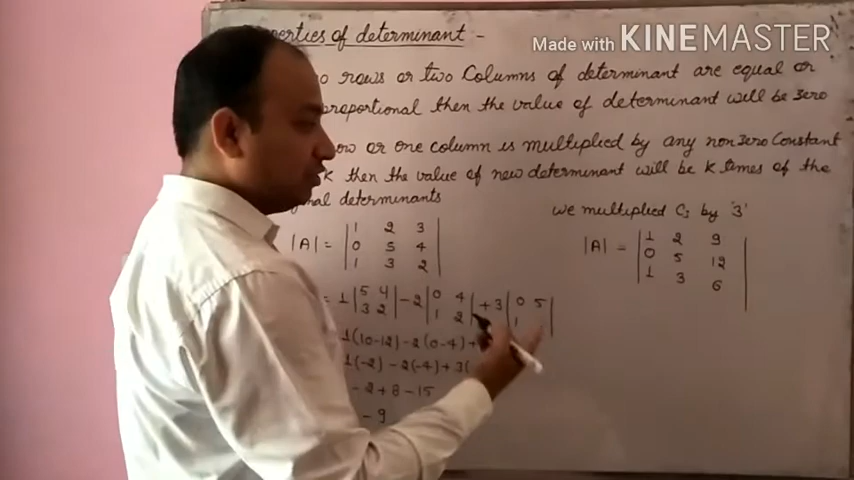 Made with KINEMASTER
of determinant -
rows or two Columns of determinant are equal or
proportional then the value of determinant will be zero
or one column is multiplied by any non zero Constant
K then the value of new determinant will be K times of the
determinants
we multiplied C3 by '3'
|A| = | 1 2 3 |
| 0 5 4 |
| 1 3 2 |
|A| = | 1 2 9 |
| 0 5 12 |
| 1 3 6 |
= 1 | 5 4 | - 2 | 0 4 | + 3 | 0 5 |
| 3 2 | | 1 2 | | 1
1(10-12) - 2(0-4) +
1(-2) - 2(-4) + 3(
- 2 + 8 - 15
- 9